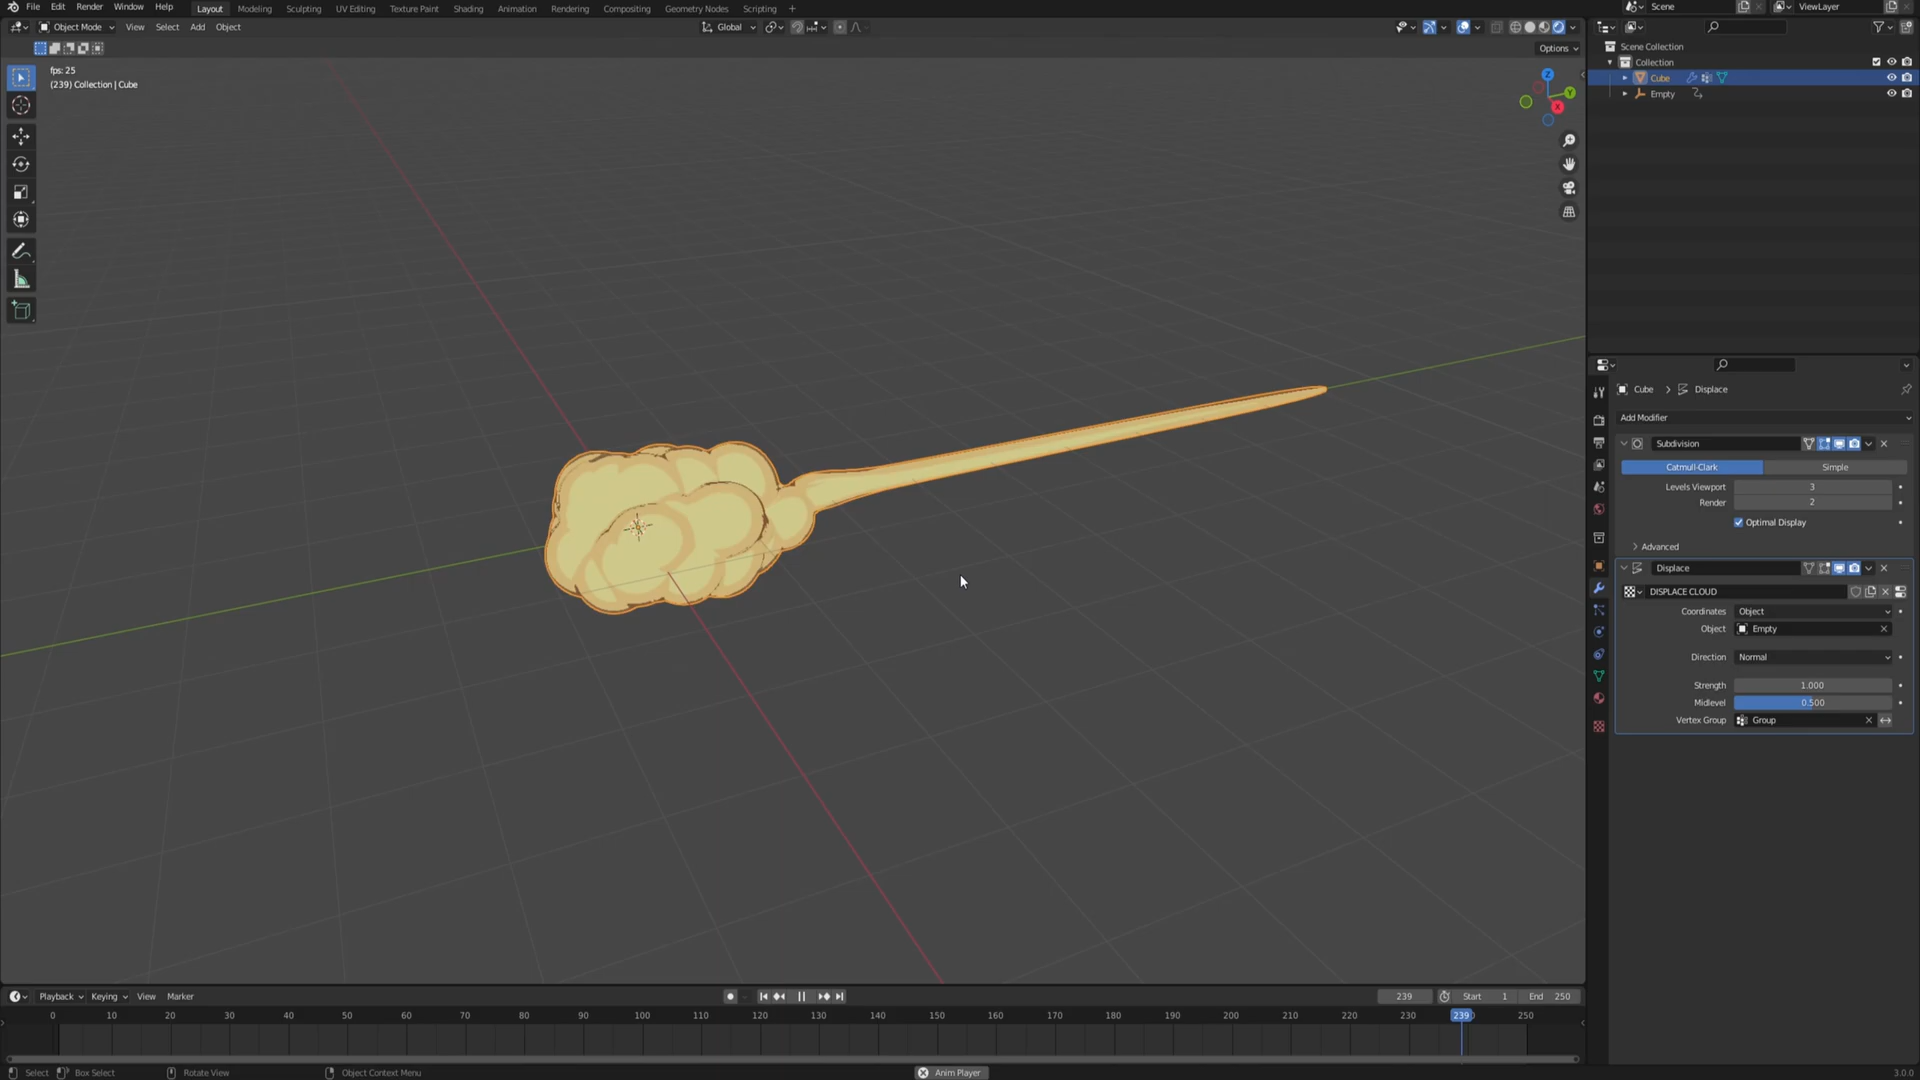 File Edit Render Window Help Layout Modeling Sculpting UV Editing Texture Paint Shading Animation Rendering Compositing Geometry Nodes Scripting + Scene ViewLayer
Object Mode View Select Add Object Global
Options
fps: 25
(239) Collection | Cube
Z
Y
X
Scene Collection
Collection
Cube
Empty
Cube > Displace
Add Modifier
Subdivision
Catmull-Clark Simple
Levels Viewport 3
Render 2
Optimal Display
Advanced
Displace
DISPLACE CLOUD
Coordinates Object
Object Empty
Direction Normal
Strength 1.000
Midlevel 0.500
Vertex Group Group
Playback Keying View Marker 239 Start 1 End 250
0 10 20 30 40 50 60 70 80 90 100 110 120 130 140 150 160 170 180 190 200 210 220 230 239 250
Select Box Select Rotate View Object Context Menu Anim Player 3.0.0